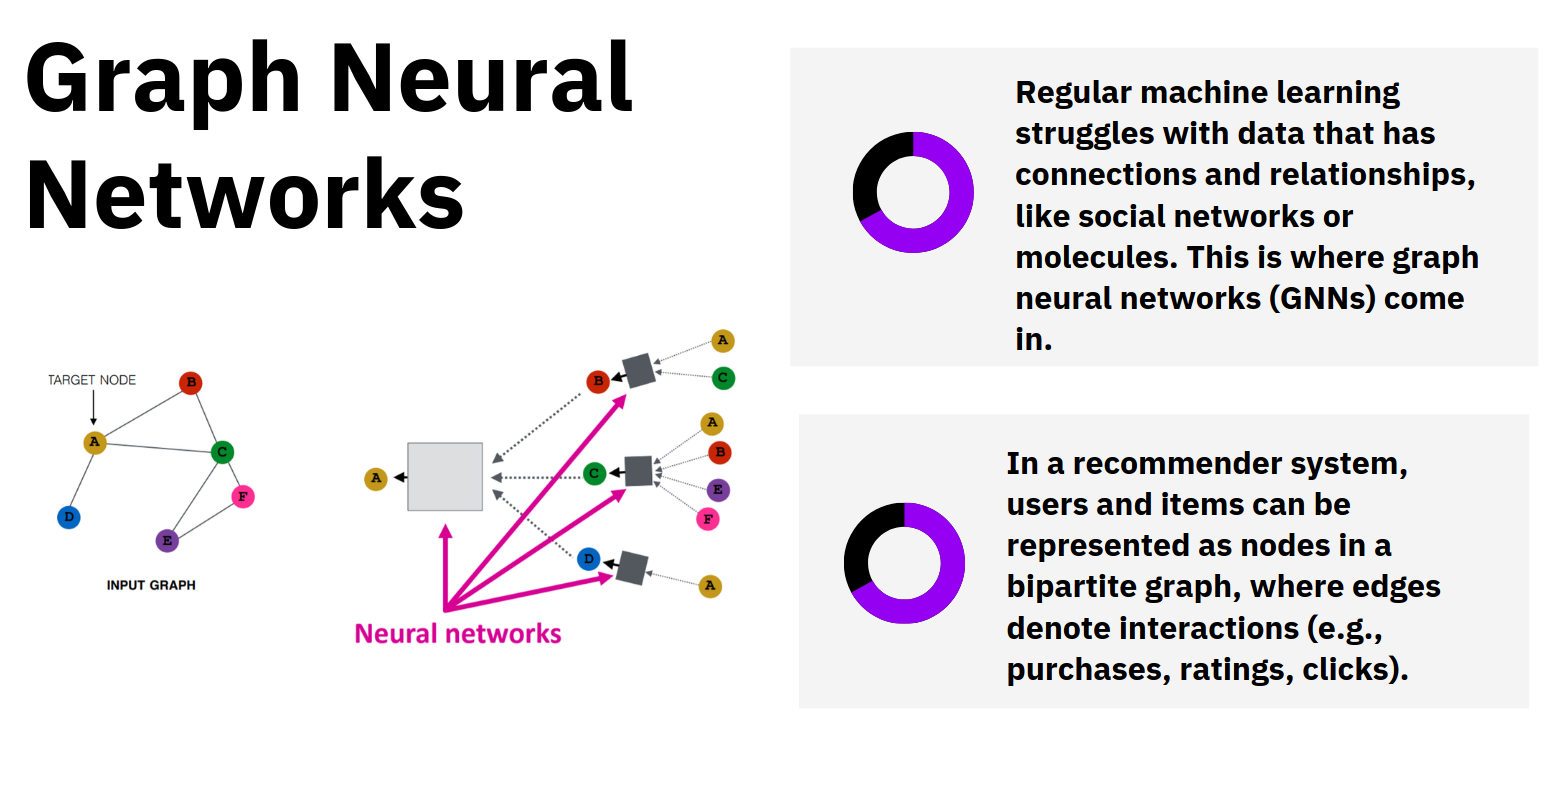 Graph Neural
Networks
TARGET NODE
A
B
C
D
E
F
INPUT GRAPH
A
B
C
D
A
C
A
B
E
F
A
Neural networks
Regular machine learning
struggles with data that has
connections and relationships,
like social networks or
molecules. This is where graph
neural networks (GNNs) come
in.
In a recommender system,
users and items can be
represented as nodes in a
bipartite graph, where edges
denote interactions (e.g.,
purchases, ratings, clicks).